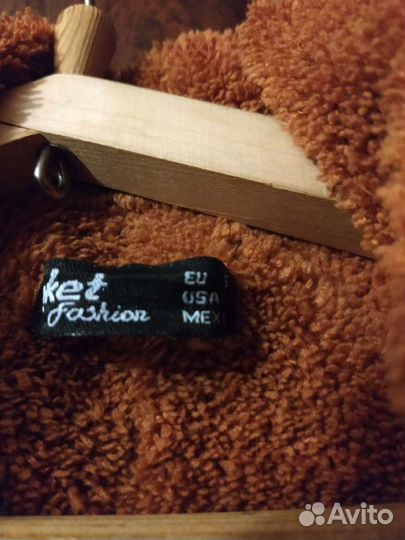 ket
fashion
EU
USA
MEX
Avito